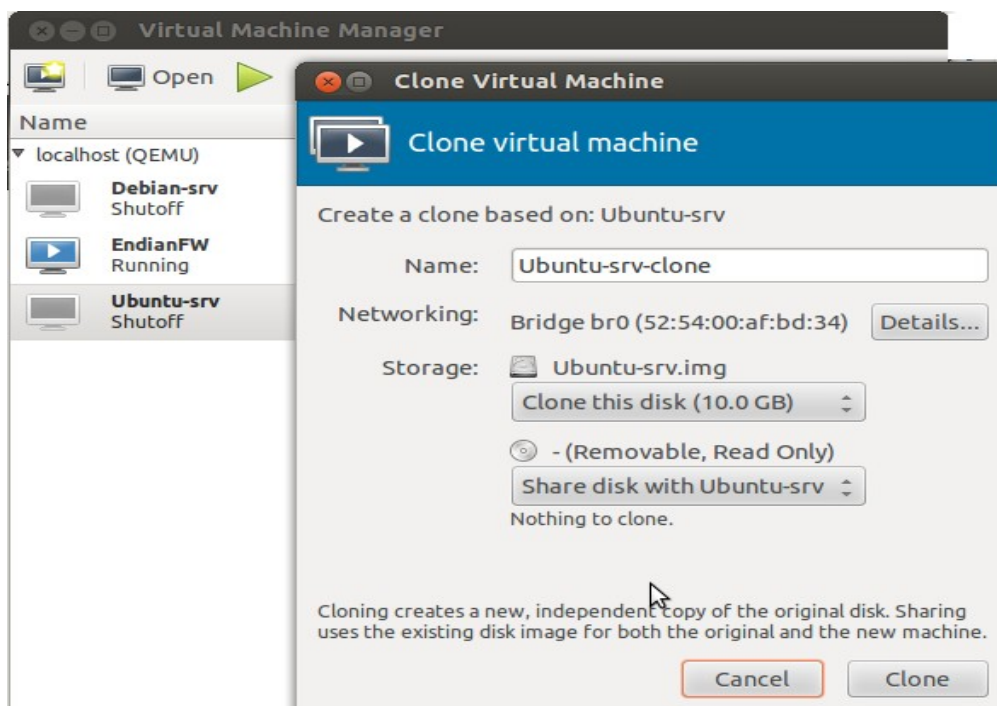 Virtual Machine Manager
Open
Name
localhost (QEMU)
Debian-srv
Shutoff
EndianFW
Running
Ubuntu-srv
Shutoff
Clone Virtual Machine
Clone virtual machine
Create a clone based on: Ubuntu-srv
Name: Ubuntu-srv-clone
Networking: Bridge br0 (52:54:00:af:bd:34) Details...
Storage: Ubuntu-srv.img
Clone this disk (10.0 GB)
- (Removable, Read Only)
Share disk with Ubuntu-srv
Nothing to clone.
Cloning creates a new, independent copy of the original disk. Sharing
uses the existing disk image for both the original and the new machine.
Cancel Clone